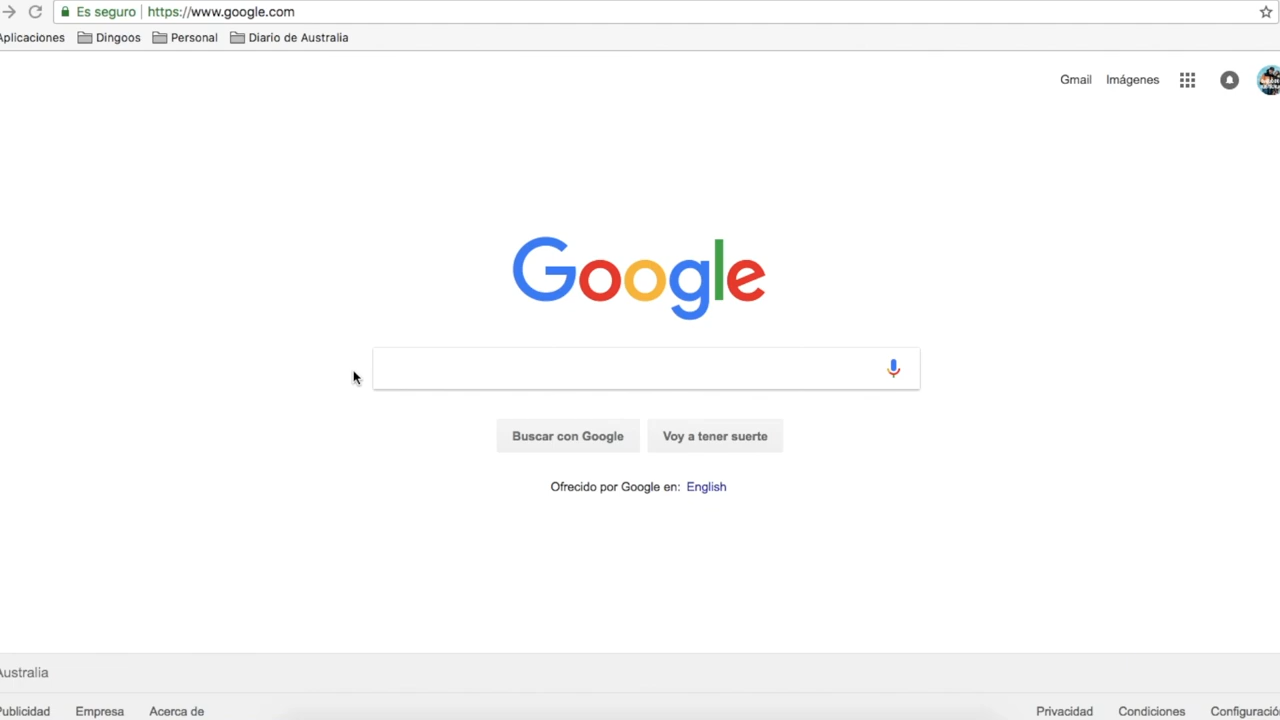 Es seguro https://www.google.com
Aplicaciones Dingoos Personal Diario de Australia
Gmail Imágenes
Google
Buscar con Google Voy a tener suerte
Ofrecido por Google en: English
Australia
Publicidad Empresa Acerca de Privacidad Condiciones Configuració